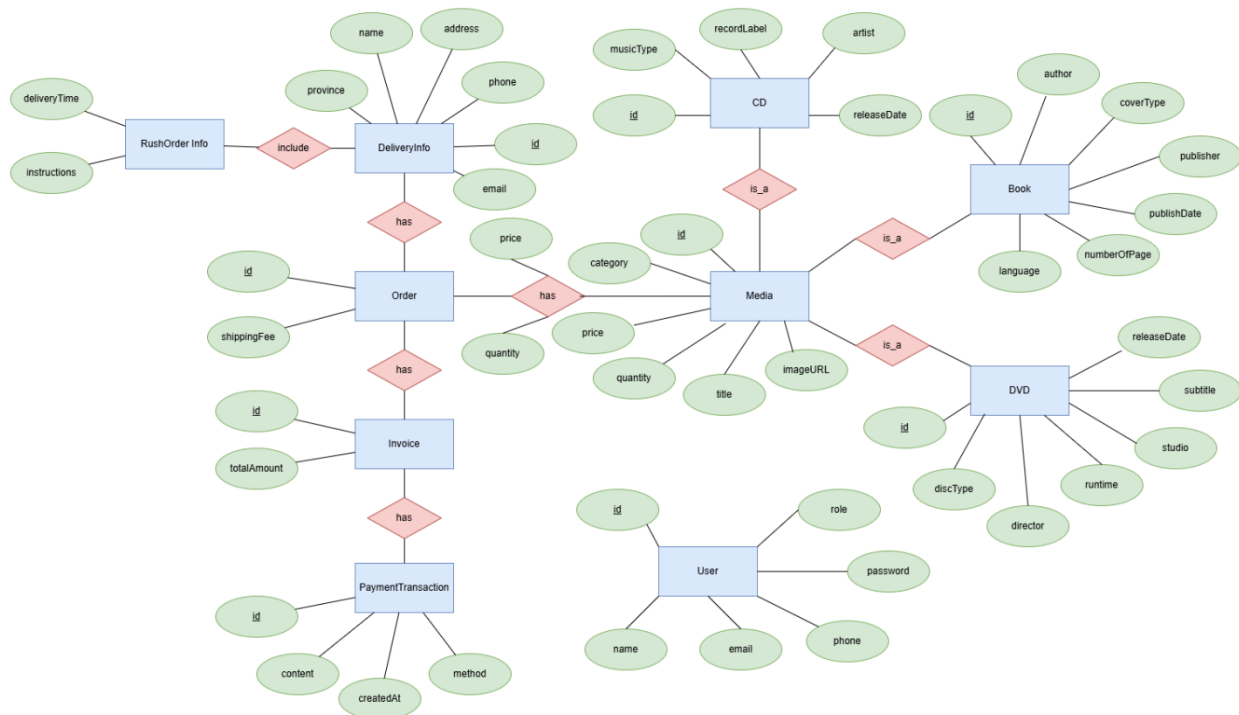 name
address
recordLabel
artist
musicType
deliveryTime
province
phone
author
coverType
RushOrder Info
include
DeliveryInfo
id
CD
releaseDate
id
instructions
id
publisher
email
is_a
Book
publishDate
has
price
category
id
is_a
language
numberOfPage
id
Order
has
Media
shippingFee
price
quantity
quantity
title
imageURL
is_a
releaseDate
has
DVD
subtitle
id
Invoice
id
studio
totalAmount
discType
director
runtime
has
id
role
PaymentTransaction
User
password
id
content
createdAt
method
name
email
phone